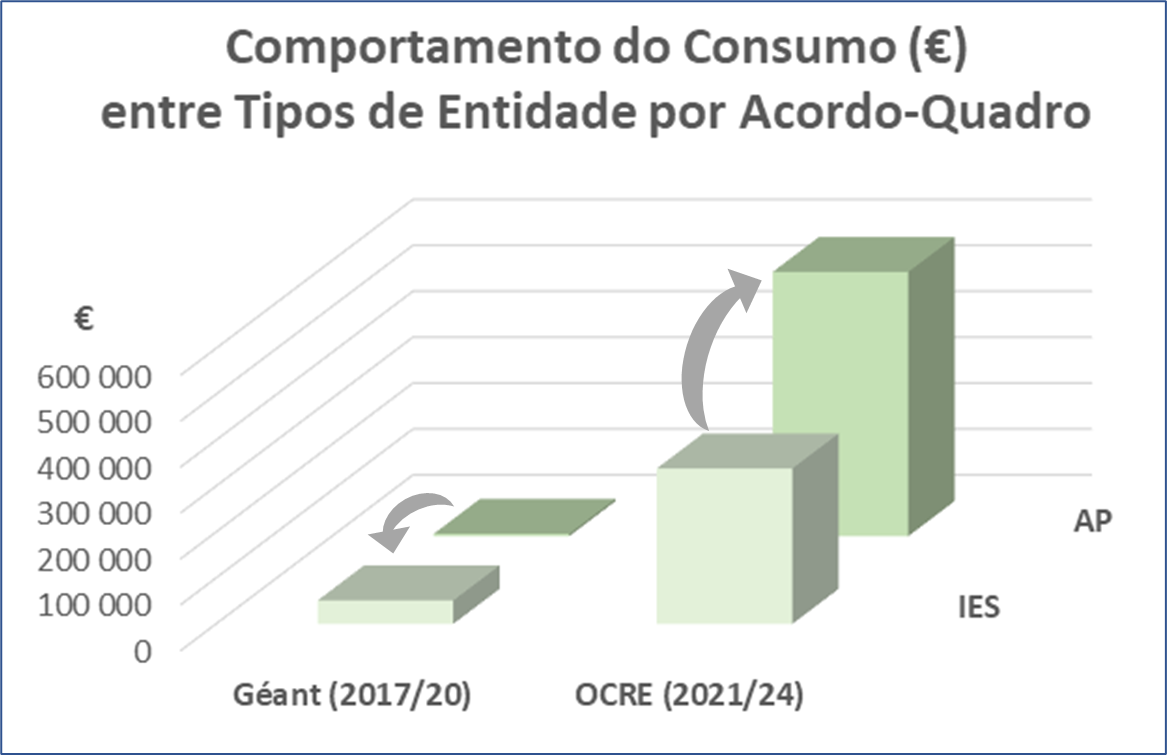 Comportamento do Consumo (€)
entre Tipos de Entidade por Acordo-Quadro
€
600 000
500 000
400 000
300 000
200 000
100 000
0
AP
IES
Géant (2017/20)
OCRE (2021/24)